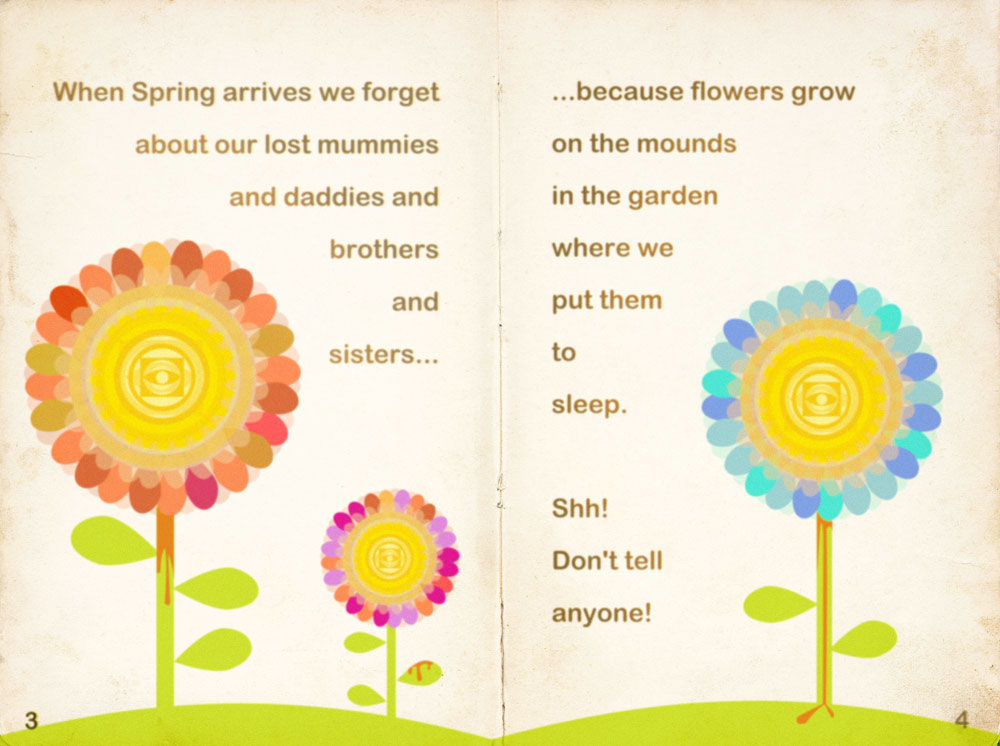 When Spring arrives we forget
about our lost mummies
and daddies and
brothers
and
sisters...
3
...because flowers grow
on the mounds
in the garden
where we
put them
to
sleep.
Shh!
Don't tell
anyone!
4